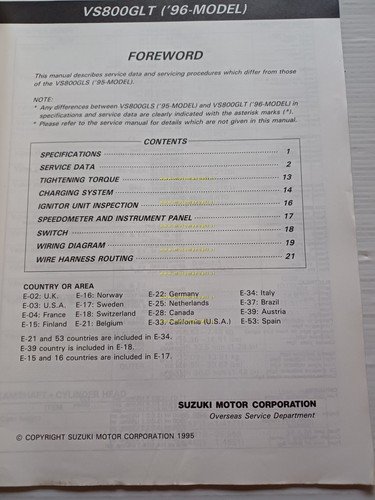 VS800GLT ('96-MODEL)
FOREWORD
This manual describes service data and servicing procedures which differ from those
of the VS800GLS ('95-MODEL).
NOTE:
* Any differences between VS800GLS ('95-MODEL) and VS800GLT ('96-MODEL) in
specifications and service data are clearly indicated with the asterisk (*).
* Please refer to the service manual for details which are not given in this manual.
CONTENTS
SPECIFICATIONS 1
SERVICE DATA 2
TIGHTENING TORQUE 13
CHARGING SYSTEM 14
IGNITOR UNIT INSPECTION 16
SPEEDOMETER AND INSTRUMENT PANEL 17
SWITCH 18
WIRING DIAGRAM 19
WIRE HARNESS ROUTING 21
COUNTRY OR AREA
E-02: U.K. E-16: Norway E-22: Germany E-34: Italy
E-03: U.S.A. E-17: Sweden E-25: Netherlands E-37: Brazil
E-04: France E-18: Switzerland E-28: Canada E-39: Austria
E-15: Finland E-21: Belgium E-33: California (U.S.A.) E-53: Spain
E-21 and 53 countries are included in E-34.
E-39 country is included in E-18.
E-15 and 16 countries are included in E-17.
SUZUKI MOTOR CORPORATION
Overseas Service Department
© COPYRIGHT SUZUKI MOTOR CORPORATION 1995